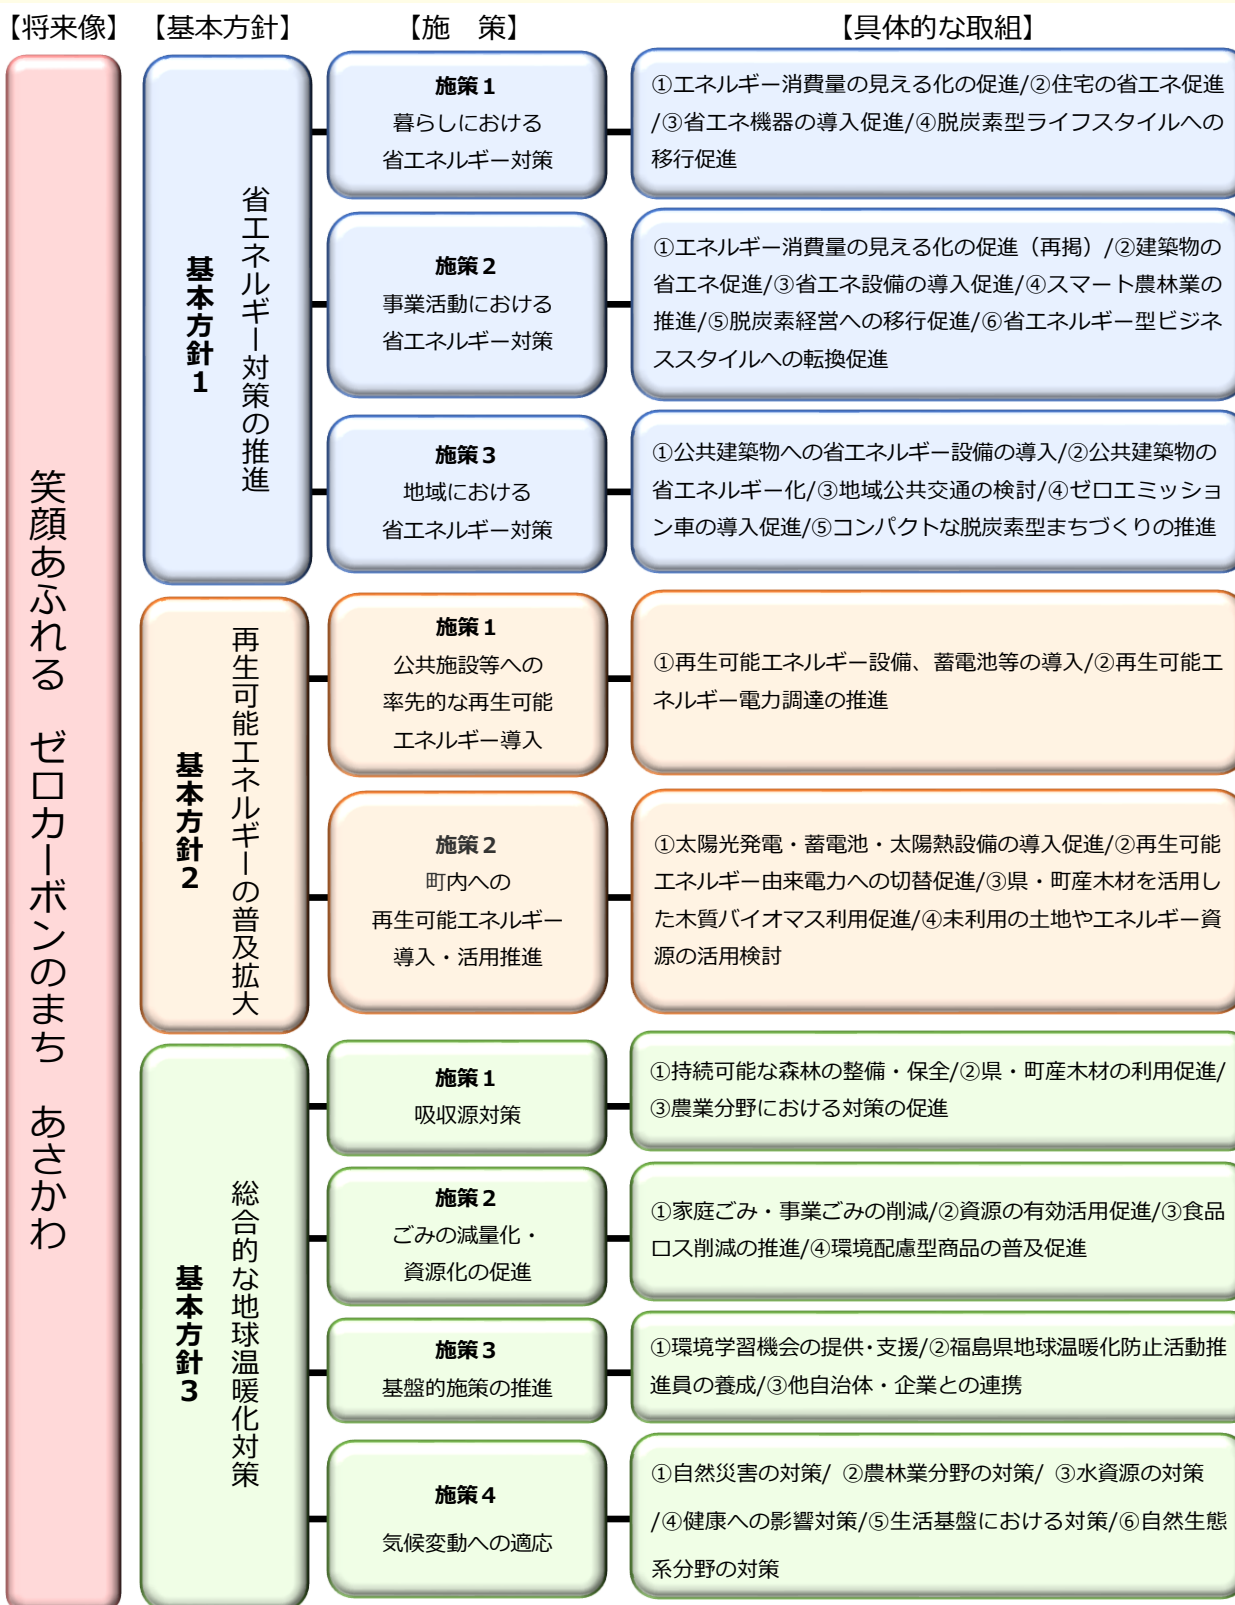 【将来像】 【基本方針】 【施　策】 【具体的な取組】
笑顔あふれる　ゼロカーボンのまち　あさかわ
基本方針1
省エネルギー対策の推進
施策１
暮らしにおける
省エネルギー対策
①エネルギー消費量の見える化の促進/②住宅の省エネ促進
/③省エネ機器の導入促進/④脱炭素型ライフスタイルへの
移行促進
施策２
事業活動における
省エネルギー対策
①エネルギー消費量の見える化の促進（再掲）/②建築物の
省エネ促進/③省エネ設備の導入促進/④スマート農林業の
推進/⑤脱炭素経営への移行促進/⑥省エネルギー型ビジネ
ススタイルへの転換促進
施策３
地域における
省エネルギー対策
①公共建築物への省エネルギー設備の導入/②公共建築物の
省エネルギー化/③地域公共交通の検討/④ゼロエミッショ
ン車の導入促進/⑤コンパクトな脱炭素型まちづくりの推進
基本方針2
再生可能エネルギーの普及拡大
施策１
公共施設等への
率先的な再生可能
エネルギー導入
①再生可能エネルギー設備、蓄電池等の導入/②再生可能エ
ネルギー電力調達の推進
施策２
町内への
再生可能エネルギー
導入・活用推進
①太陽光発電・蓄電池・太陽熱設備の導入促進/②再生可能
エネルギー由来電力への切替促進/③県・町産木材を活用し
た木質バイオマス利用促進/④未利用の土地やエネルギー資
源の活用検討
基本方針3
総合的な地球温暖化対策
施策１
吸収源対策
①持続可能な森林の整備・保全/②県・町産木材の利用促進/
③農業分野における対策の促進
施策２
ごみの減量化・
資源化の促進
①家庭ごみ・事業ごみの削減/②資源の有効活用促進/③食品
ロス削減の推進/④環境配慮型商品の普及促進
施策３
基盤的施策の推進
①環境学習機会の提供・支援/②福島県地球温暖化防止活動推
進員の養成/③他自治体・企業との連携
施策４
気候変動への適応
①自然災害の対策/ ②農林業分野の対策/ ③水資源の対策
/④健康への影響対策/⑤生活基盤における対策/⑥自然生態
系分野の対策